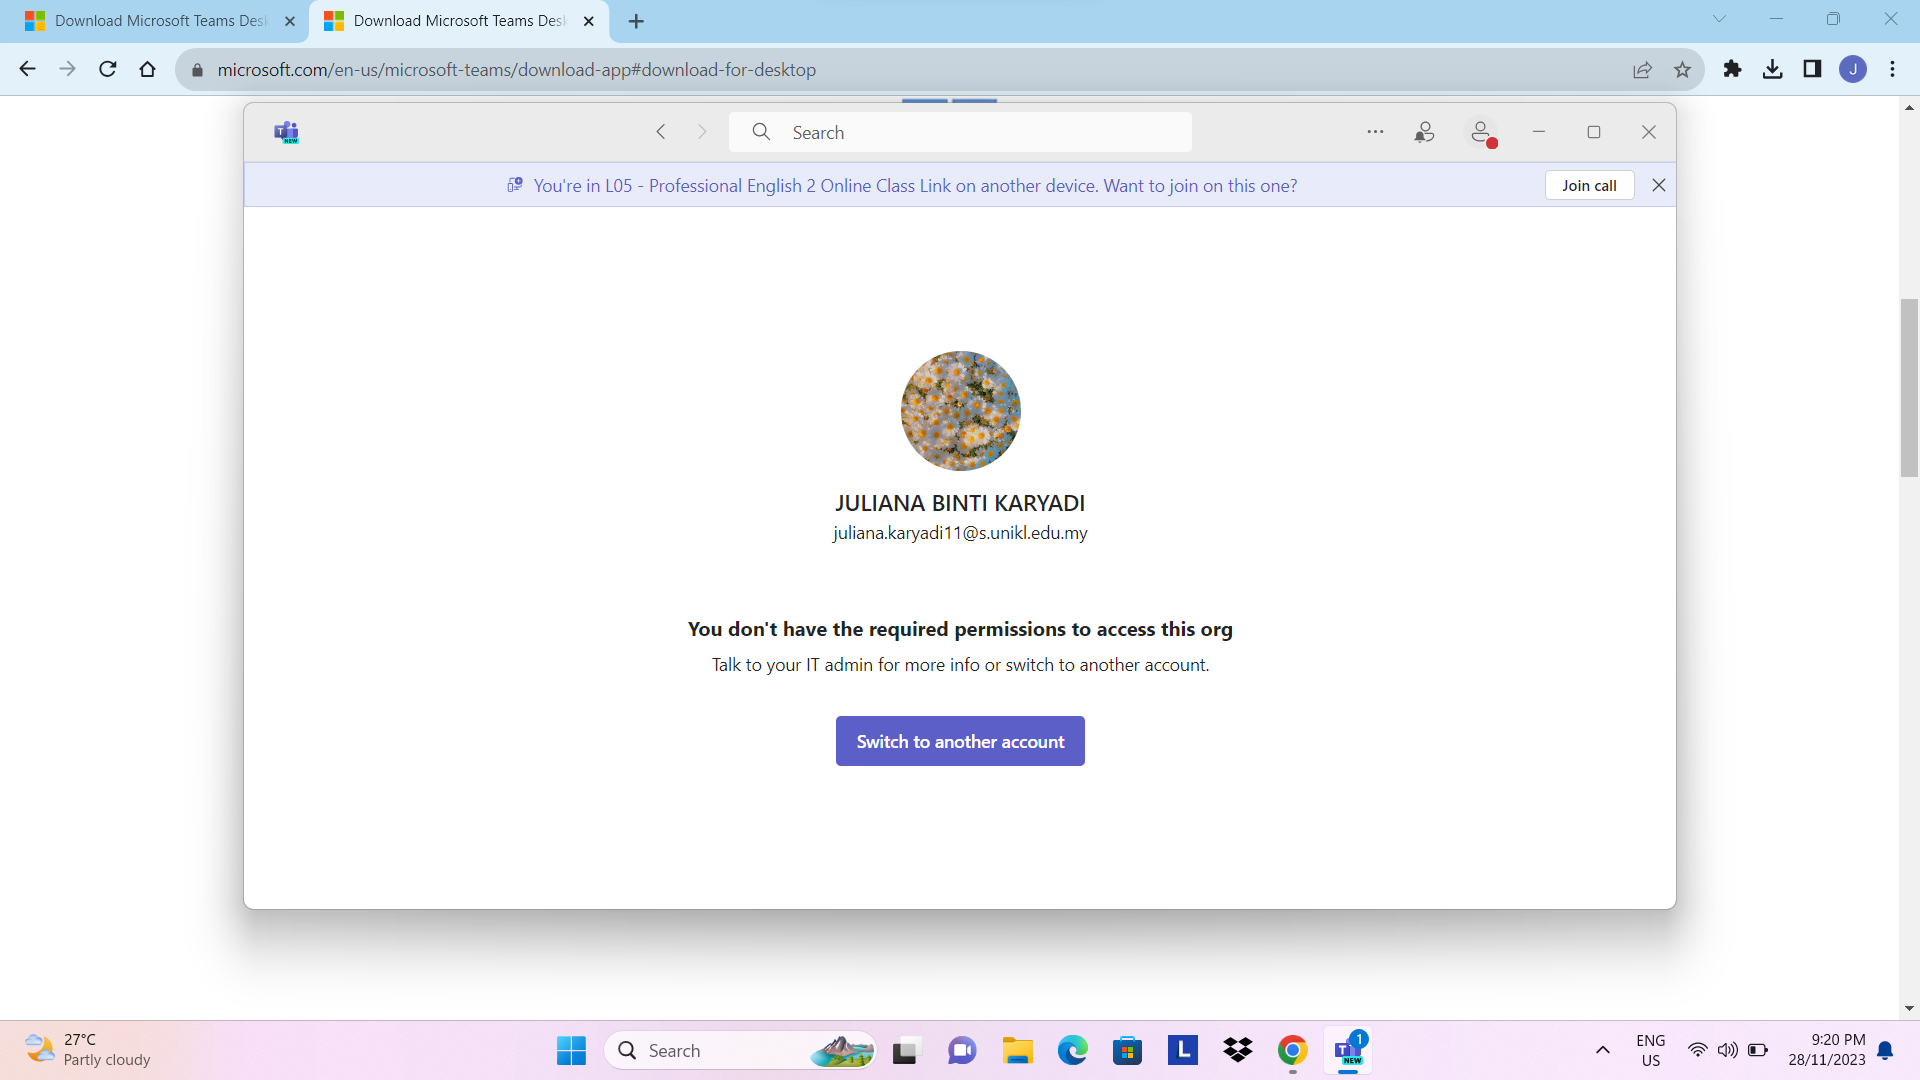 Download Microsoft Teams Desk
Download Microsoft Teams Desk
microsoft.com/en-us/microsoft-teams/download-app#download-for-desktop
J
T
NEW
Search
You're in L05 - Professional English 2 Online Class Link on another device. Want to join on this one?
Join call
JULIANA BINTI KARYADI
juliana.karyadi11@s.unikl.edu.my
You don't have the required permissions to access this org
Talk to your IT admin for more info or switch to another account.
Switch to another account
27°C
Partly cloudy
Search
L
T
1
NEW
ENG
US
9:20 PM
28/11/2023